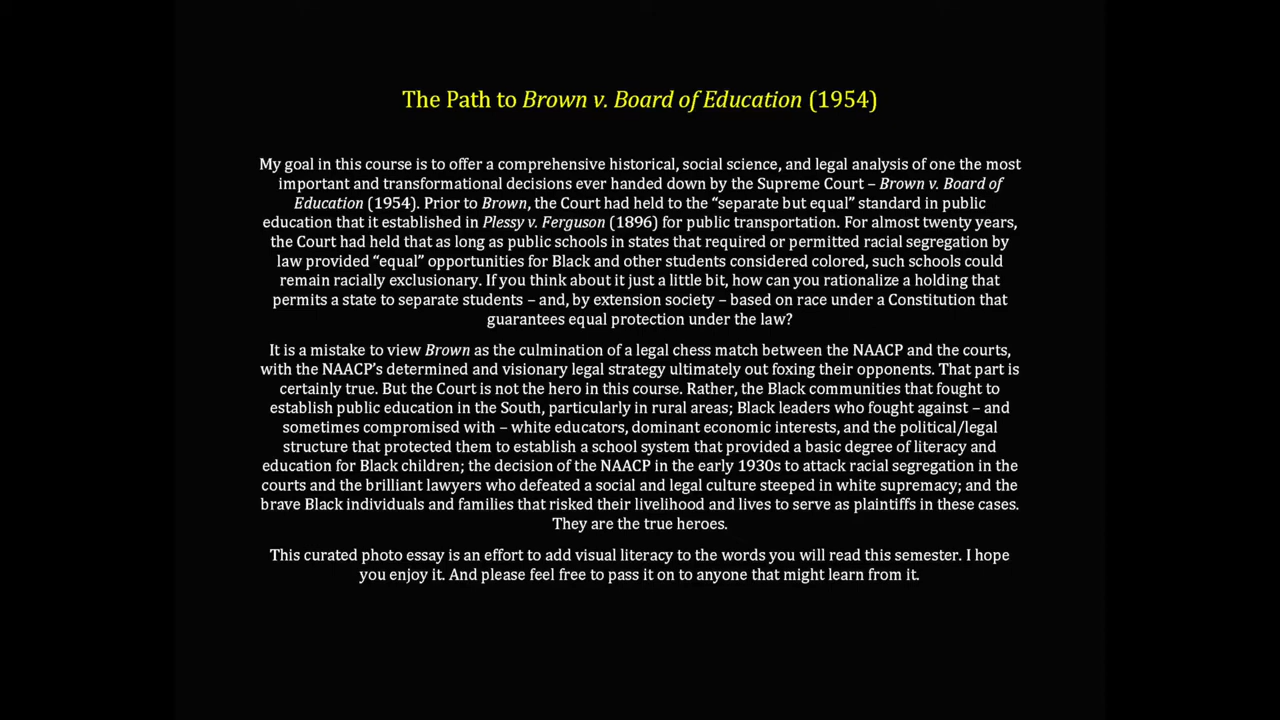 The Path to Brown v. Board of Education (1954)
My goal in this course is to offer a comprehensive historical, social science, and legal analysis of one the most
important and transformational decisions ever handed down by the Supreme Court – Brown v. Board of
Education (1954). Prior to Brown, the Court had held to the “separate but equal” standard in public
education that it established in Plessy v. Ferguson (1896) for public transportation. For almost twenty years,
the Court had held that as long as public schools in states that required or permitted racial segregation by
law provided “equal” opportunities for Black and other students considered colored, such schools could
remain racially exclusionary. If you think about it just a little bit, how can you rationalize a holding that
permits a state to separate students – and, by extension society – based on race under a Constitution that
guarantees equal protection under the law?
It is a mistake to view Brown as the culmination of a legal chess match between the NAACP and the courts,
with the NAACP’s determined and visionary legal strategy ultimately out foxing their opponents. That part is
certainly true. But the Court is not the hero in this course. Rather, the Black communities that fought to
establish public education in the South, particularly in rural areas; Black leaders who fought against – and
sometimes compromised with – white educators, dominant economic interests, and the political/legal
structure that protected them to establish a school system that provided a basic degree of literacy and
education for Black children; the decision of the NAACP in the early 1930s to attack racial segregation in the
courts and the brilliant lawyers who defeated a social and legal culture steeped in white supremacy; and the
brave Black individuals and families that risked their livelihood and lives to serve as plaintiffs in these cases.
They are the true heroes.
This curated photo essay is an effort to add visual literacy to the words you will read this semester. I hope
you enjoy it. And please feel free to pass it on to anyone that might learn from it.